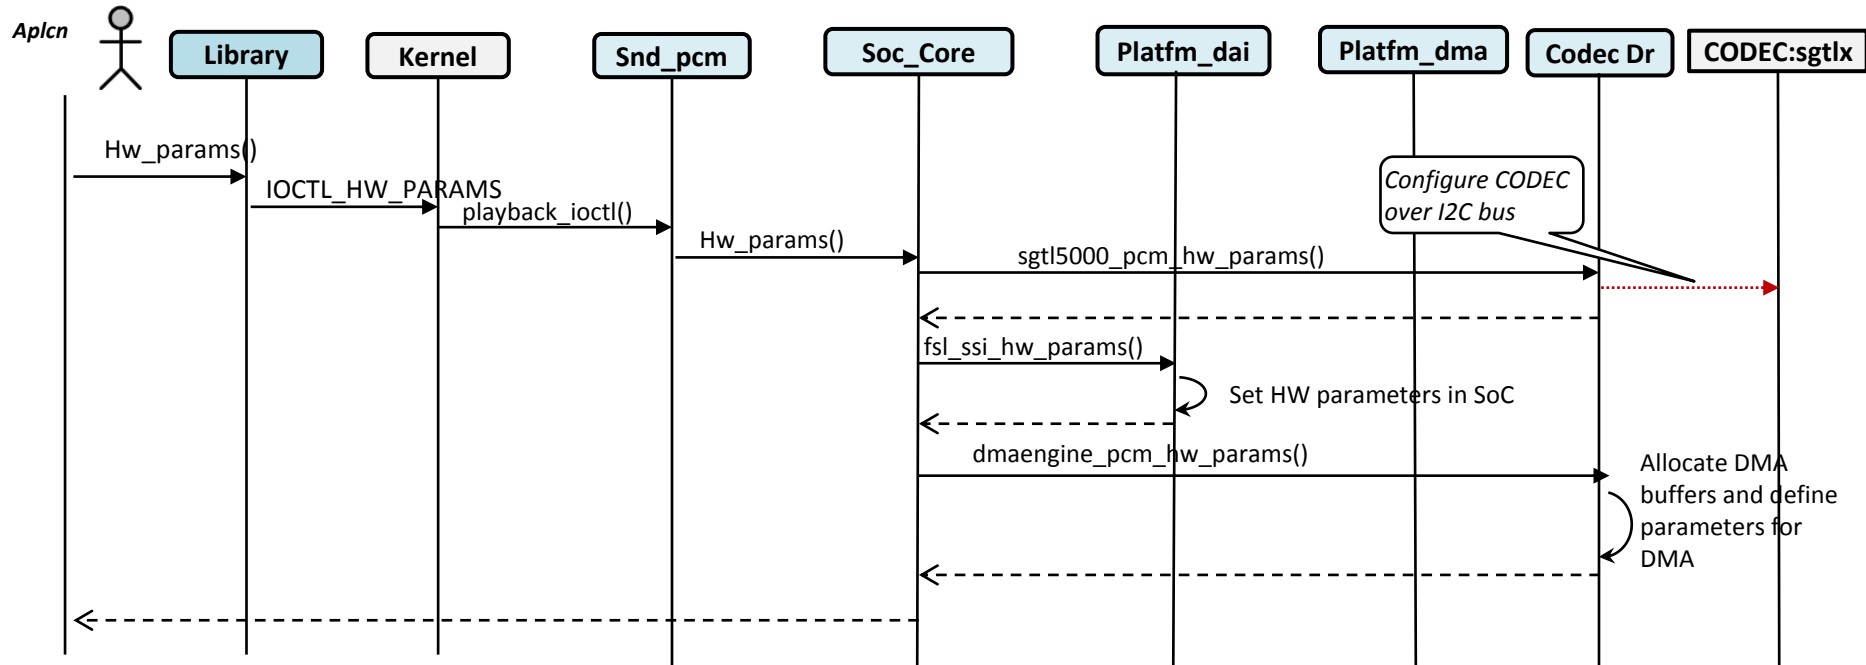 Aplcn
Library
Kernel
Snd_pcm
Soc_Core
Platfm_dai
Platfm_dma
Codec Dr
CODEC:sgtlx
Hw_params()
IOCTL_HW_PARAMS
playback_ioctl()
Hw_params()
Configure CODEC
over I2C bus
sgtl5000_pcm_hw_params()
fsl_ssi_hw_params()
Set HW parameters in SoC
dmaengine_pcm_hw_params()
Allocate DMA
buffers and define
parameters for
DMA